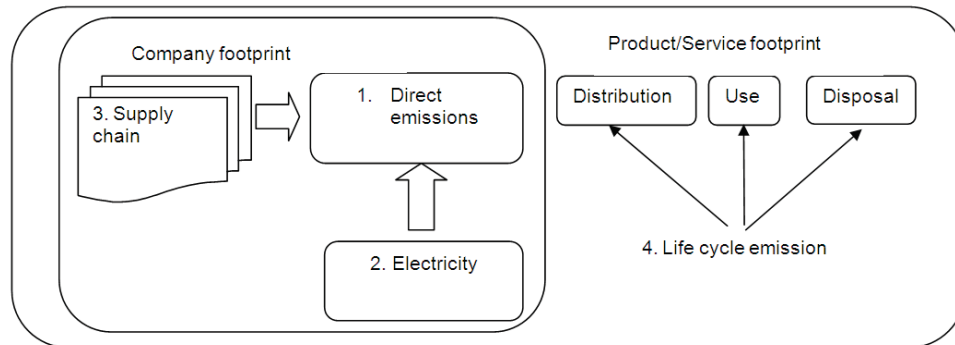 Company footprint
3. Supply
chain
1. Direct
emissions
2. Electricity
Product/Service footprint
Distribution
Use
Disposal
4. Life cycle emission